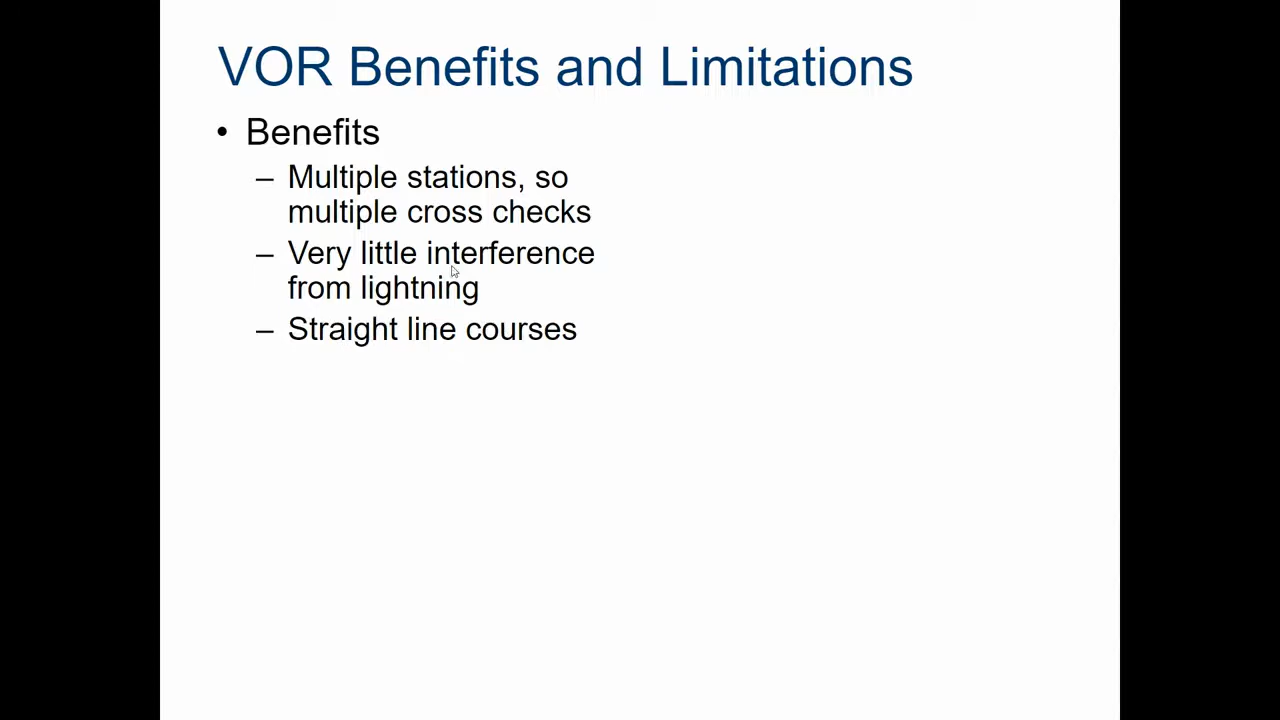 VOR Benefits and Limitations
• Benefits
– Multiple stations, so
multiple cross checks
– Very little interference
from lightning
– Straight line courses